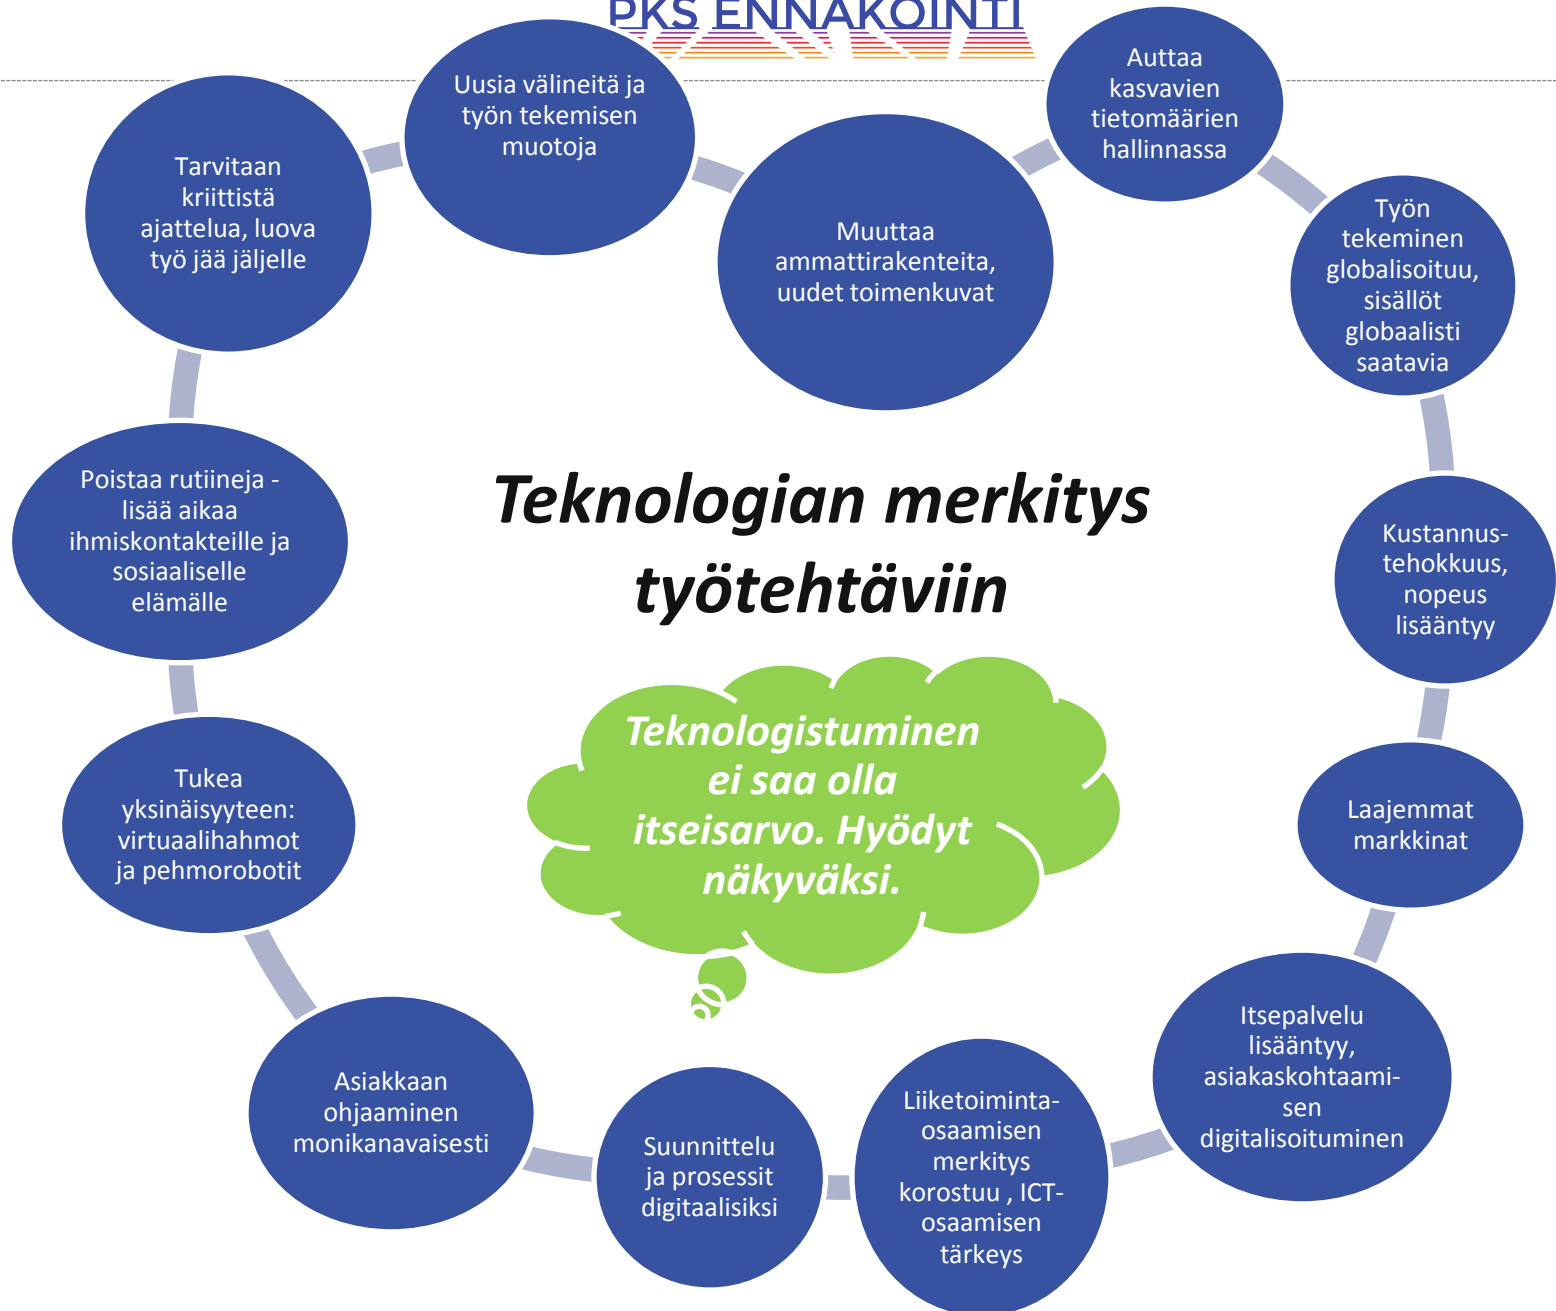 PKS ENNAKOINTI
Auttaa
kasvavien
tietomäärien
hallinnassa
Uusia välineitä ja
työn tekemisen
muotoja
Tarvitaan
kriittistä
ajattelua, luova
työ jää jäljelle
Muuttaa
ammattirakenteita,
uudet toimenkuvat
Työn
tekeminen
globalisoituu,
sisällöt
globaalisti
saatavia
Poistaa rutiineja -
lisää aikaa
ihmiskontakteille ja
sosiaaliselle
elämälle
Teknologian merkitys
työtehtäviin
Kustannus-
tehokkuus,
nopeus
lisääntyy
Teknologistuminen
ei saa olla
itseisarvo. Hyödyt
näkyväksi.
Tukea
yksinäisyyteen:
virtuaalihahmot
ja pehmorobotit
Laajemmat
markkinat
Itsepalvelu
lisääntyy,
asiakaskohtaami-
sen
digitalisoituminen
Asiakkaan
ohjaaminen
monikanavaisesti
Suunnittelu
ja prosessit
digitaalisiksi
Liiketoiminta-
osaamisen
merkitys
korostuu , ICT-
osaamisen
tärkeys